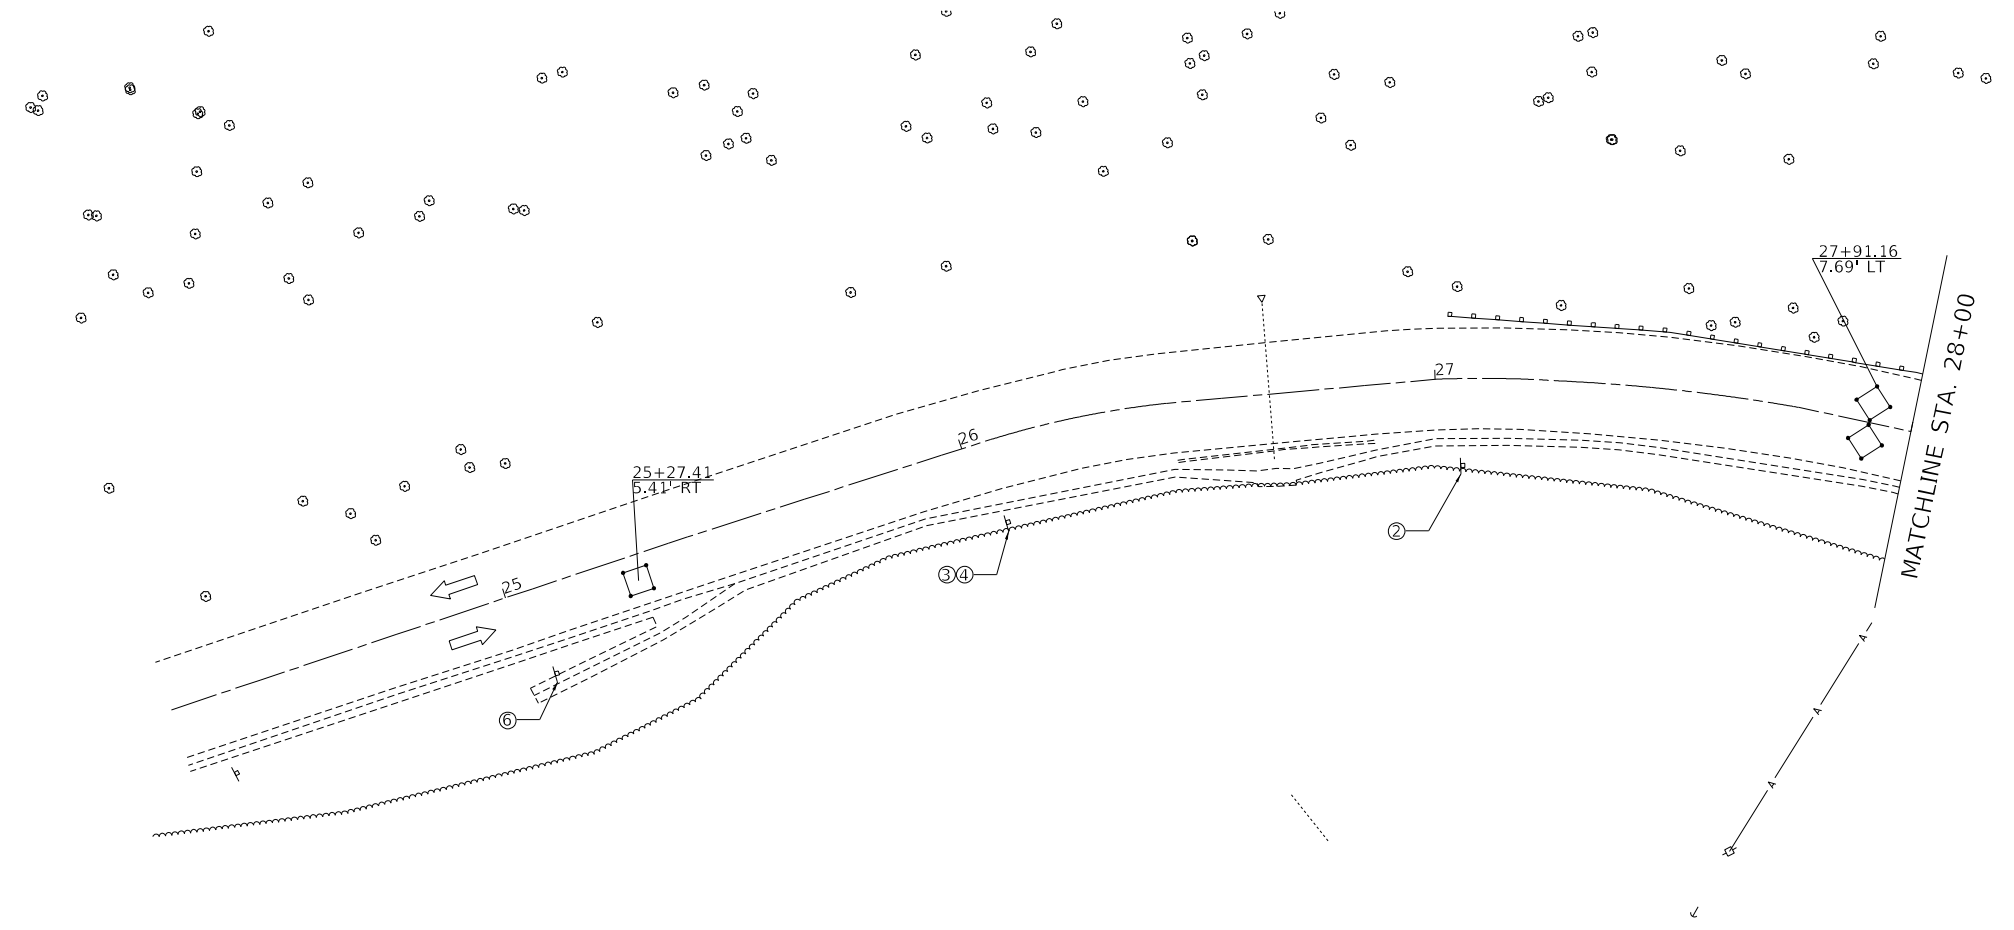 27+91.16
7.69' LT
MATCHLINE STA. 28+00
27
26
25+27.41
5.41' RT
25
2
3 4
6
A
A
A